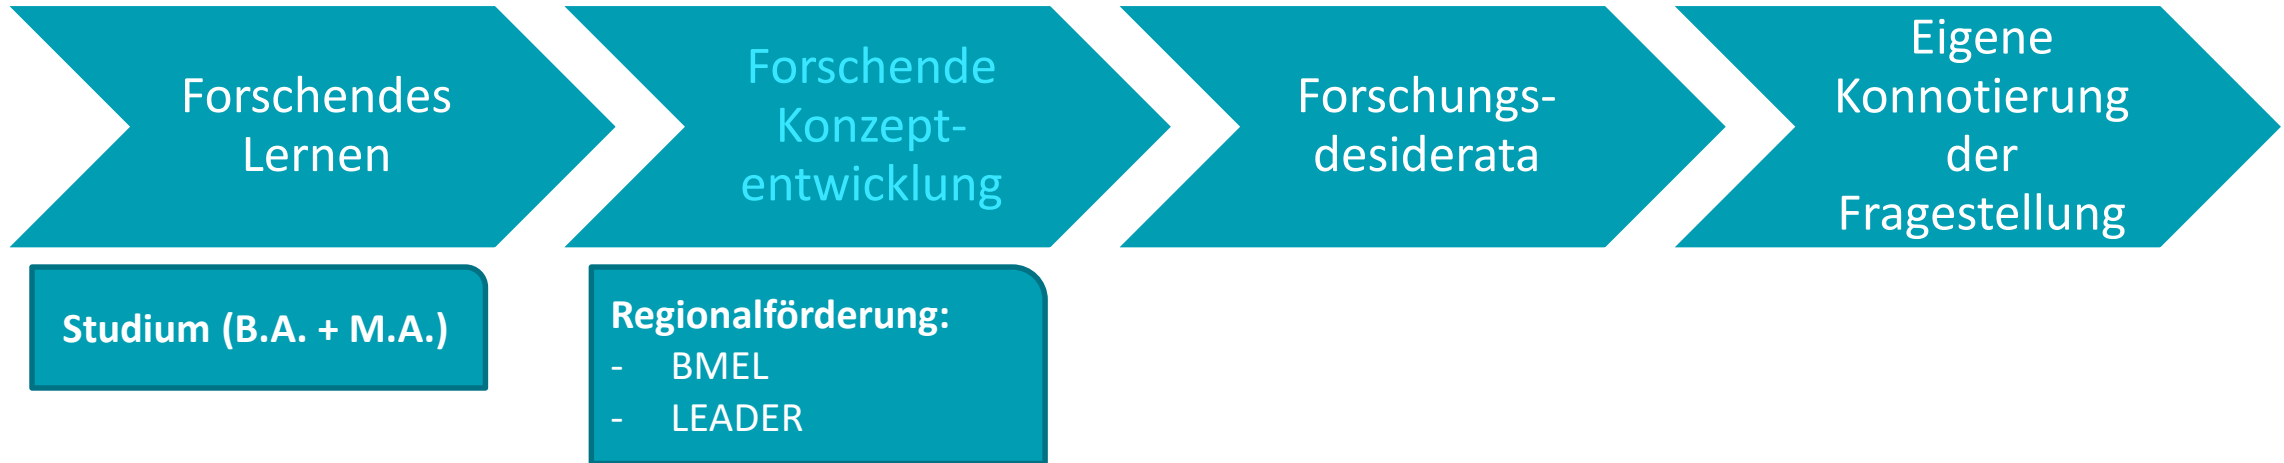 Forschendes
Lernen
Forschende
Konzept-
entwicklung
Forschungs-
desiderata
Eigene
Konnotierung
der
Fragestellung
Studium (B.A. + M.A.)
Regionalförderung:
- BMEL
- LEADER